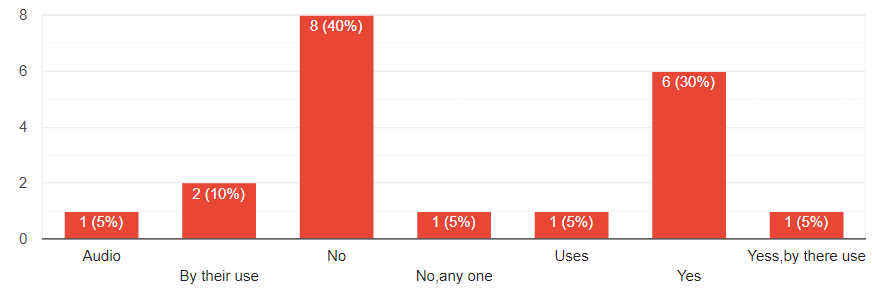 8
6
4
2
0
1 (5%)
2 (10%)
8 (40%)
1 (5%)
1 (5%)
6 (30%)
1 (5%)
Audio
By their use
No
No,any one
Uses
Yes
Yess,by there use